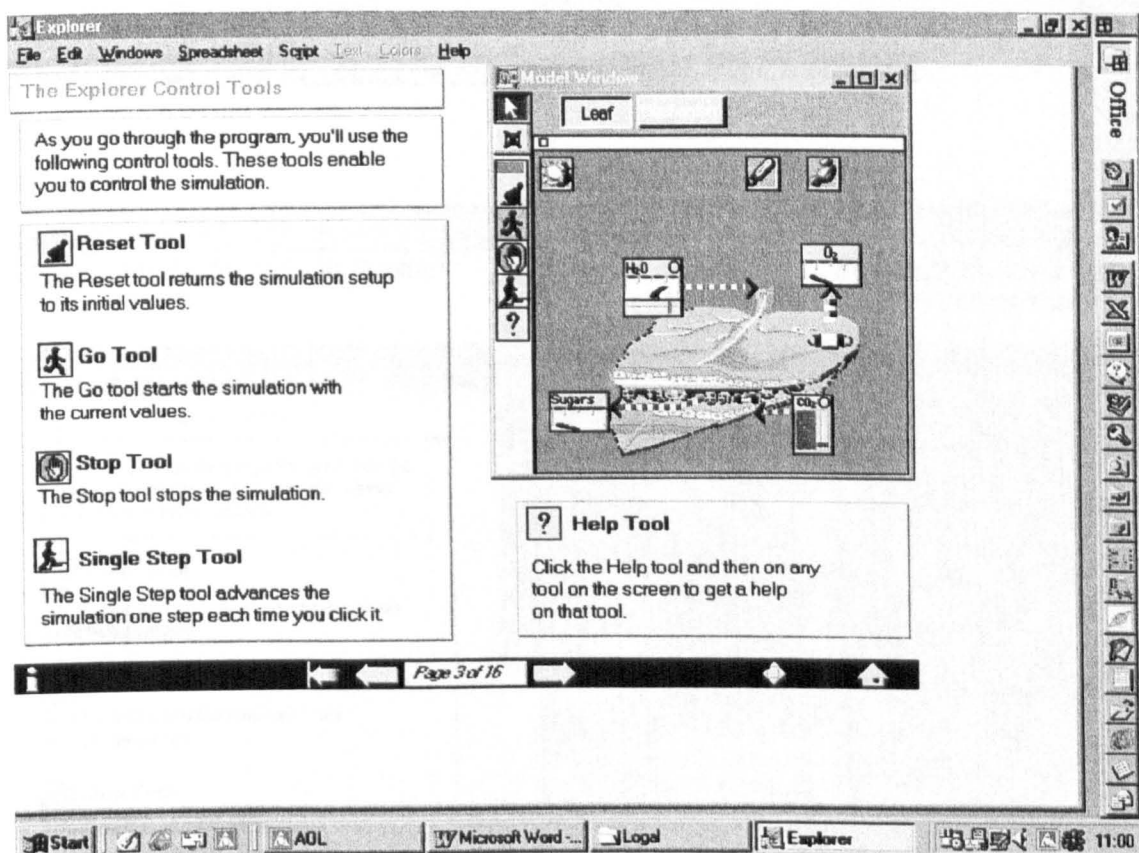 Explorer
File Edit Windows Spreadsheet Script Text Colors Help
The Explorer Control Tools
As you go through the program, you'll use the
following control tools. These tools enable
you to control the simulation.
Reset Tool
The Reset tool returns the simulation setup
to its initial values.
Go Tool
The Go tool starts the simulation with
the current values.
Stop Tool
The Stop tool stops the simulation.
Single Step Tool
The Single Step tool advances the
simulation one step each time you click it.
Model Window
Leaf
H₂O
O₂
Sugars
CO₂
?
? Help Tool
Click the Help tool and then on any
tool on the screen to get a help
on that tool.
i
Page 3 of 16
Office
Start AOL Microsoft Word -... Logal Explorer 11:00